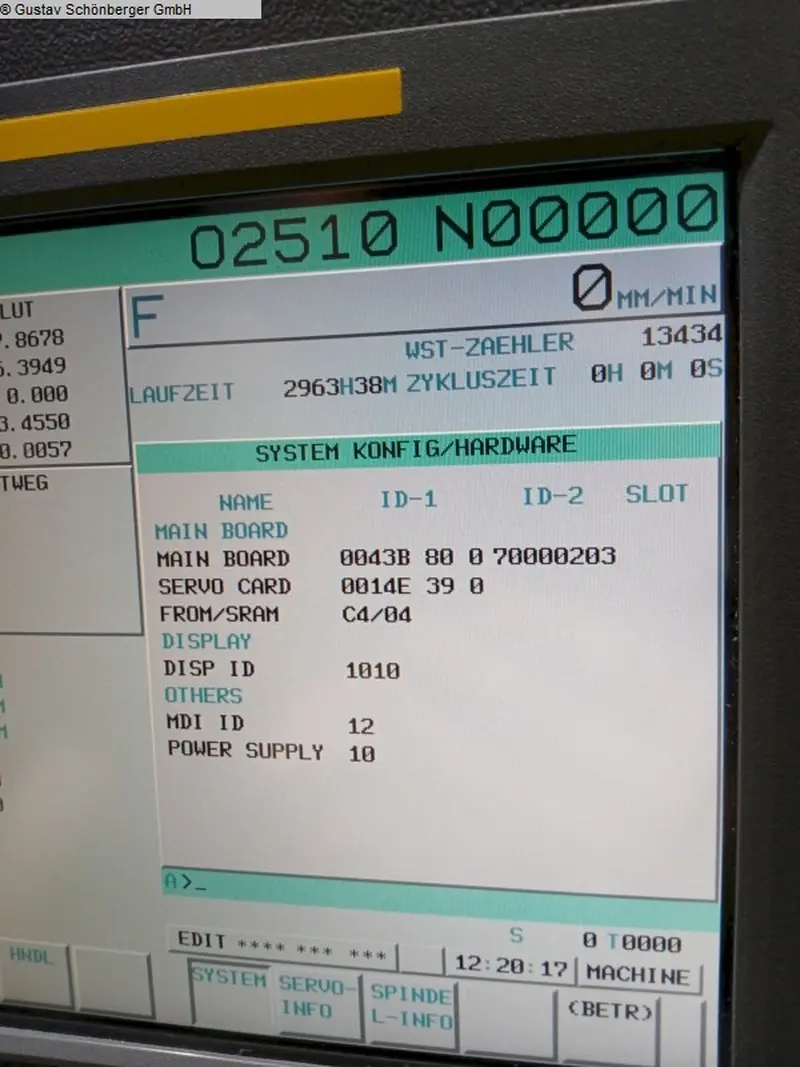 ® Gustav Schönberger GmbH
O2510 N00000
LUT
.8678
.3949
0.000
3.4550
0.0057
TWEG
F 0 MM/MIN
WST-ZAEHLER 13434
LAUFZEIT 2963H38M ZYKLUSZEIT 0H 0M 0S
SYSTEM KONFIG/HARDWARE
NAME ID-1 ID-2 SLOT
MAIN BOARD
MAIN BOARD 0043B 80 0 70000203
SERVO CARD 0014E 39 0
FROM/SRAM C4/04
DISPLAY
DISP ID 1010
OTHERS
MDI ID 12
POWER SUPPLY 10
A>_
S 0 T0000
EDIT **** *** ***
12:20:17 MACHINE
HNDL
SYSTEM
SERVO-
INFO
SPINDE
L-INFO
(BETR)